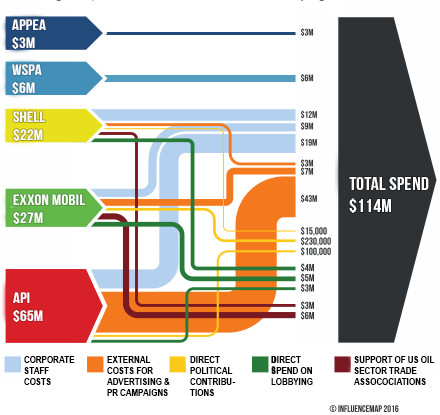 APPEA
$3M
WSPA
$6M
SHELL
$22M
EXXON MOBIL
$27M
API
$65M
$3M
$6M
$12M
$9M
$19M
$3M
$7M
$43M
$15,000
$230,000
$100,000
$4M
$5M
$3M
$3M
$6M
TOTAL SPEND
$114M
CORPORATE
STAFF
COSTS
EXTERNAL
COSTS FOR
ADVERTISING &
PR CAMPAIGNS
DIRECT
POLITICAL
CONTRIBU-
TIONS
DIRECT
$PEND ON
LOBBYING
SUPPORT OF US OIL
SECTOR TRADE
ASSOCOCIATIONS
© INFLUENCEMAP 2016